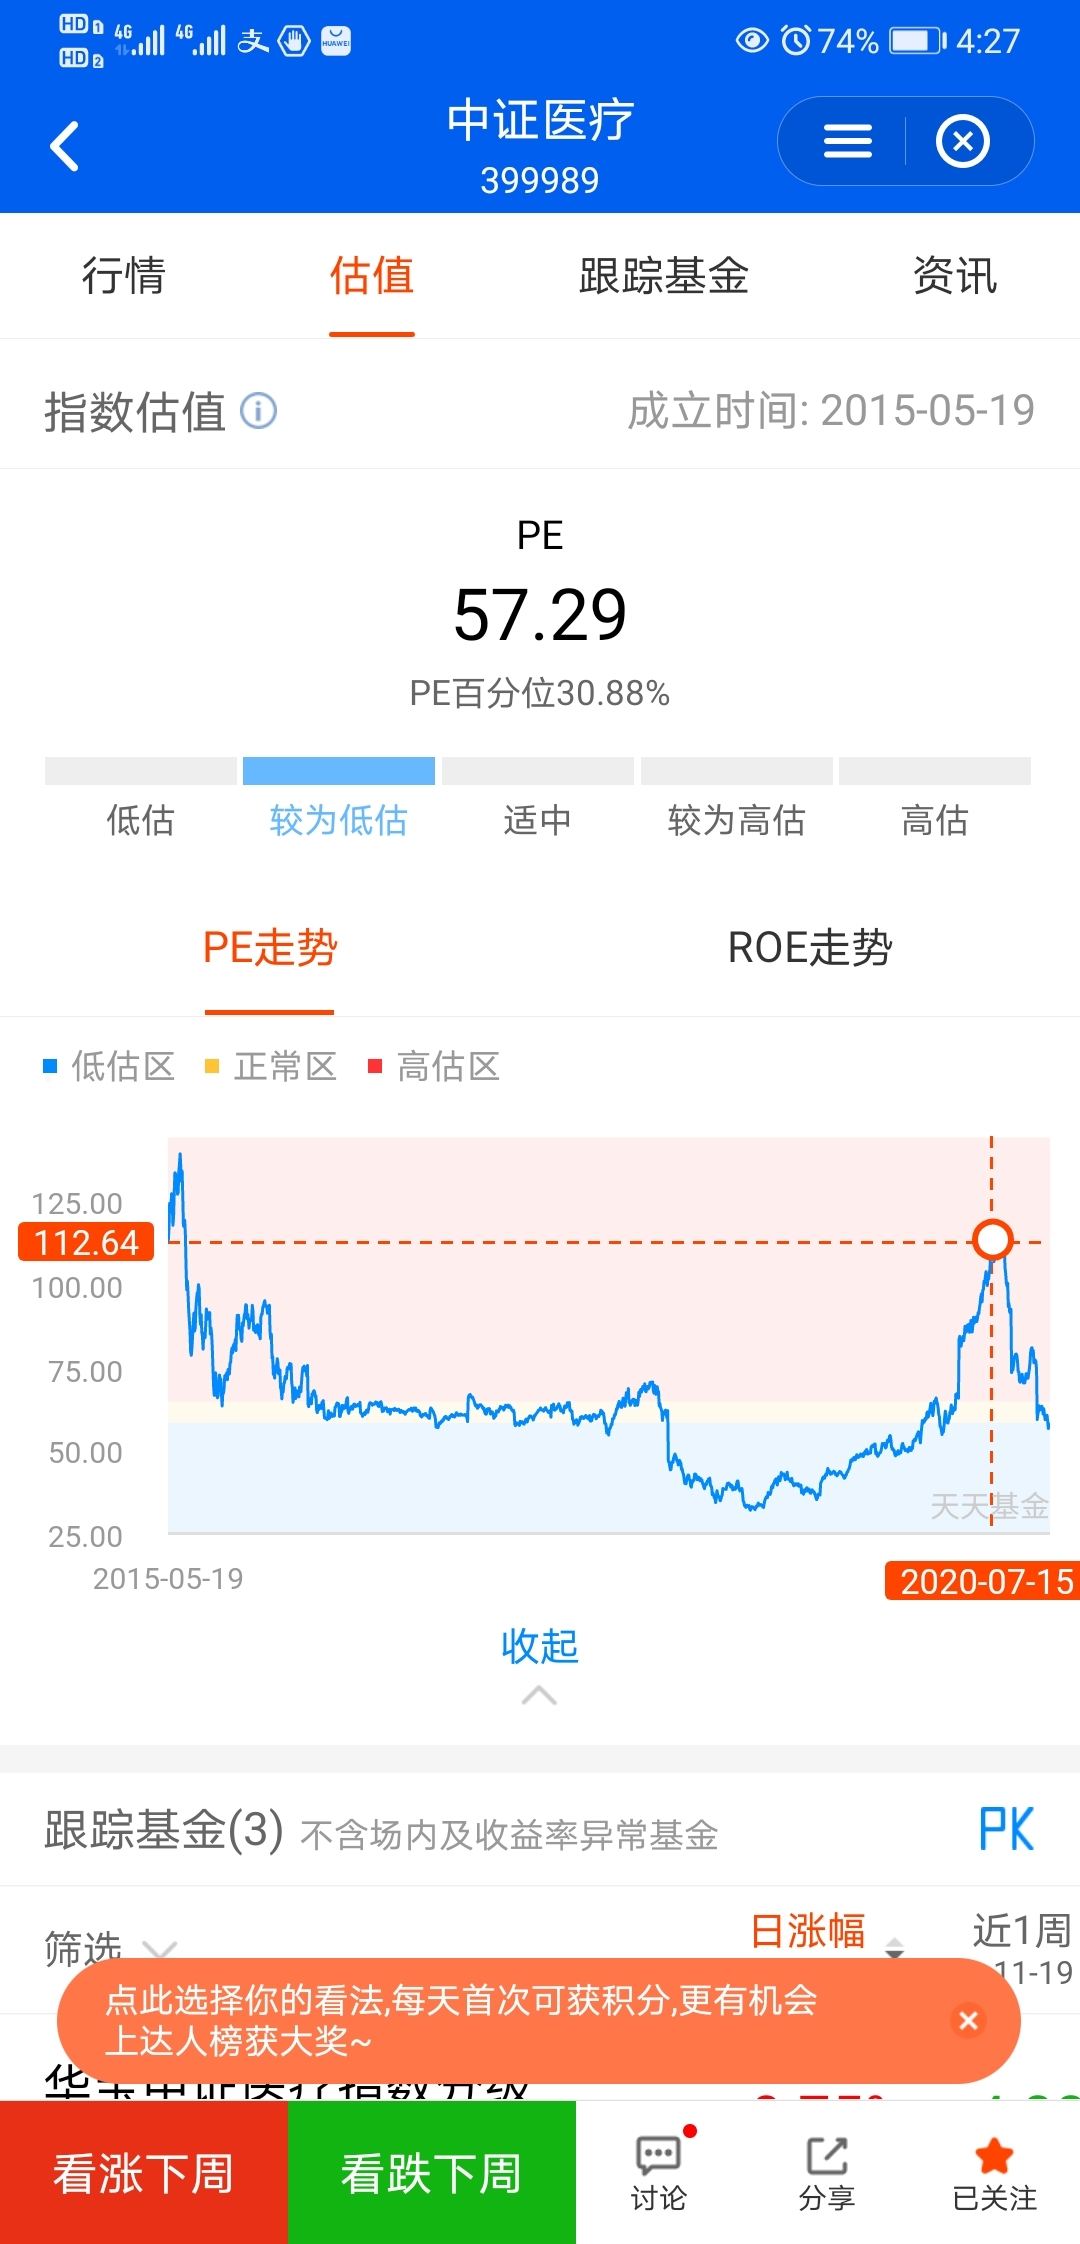 HD 1 4G 4G 支 HUAWEI 74% 4:27
HD 2
中证医疗
399989
行情 估值 跟踪基金 资讯
指数估值 成立时间: 2015-05-19
PE
57.29
PE百分位30.88%
低估 较为低估 适中 较为高估 高估
PE走势 ROE走势
低估区 正常区 高估区
125.00
112.64
100.00
75.00
50.00
天天基金
25.00
2015-05-19 2020-07-15
收起
跟踪基金(3) 不含场内及收益率异常基金 PK
筛选 日涨幅 近1周
11-19
点此选择你的看法,每天首次可获积分,更有机会
上达人榜获大奖~
看涨下周 看跌下周 讨论 分享 已关注